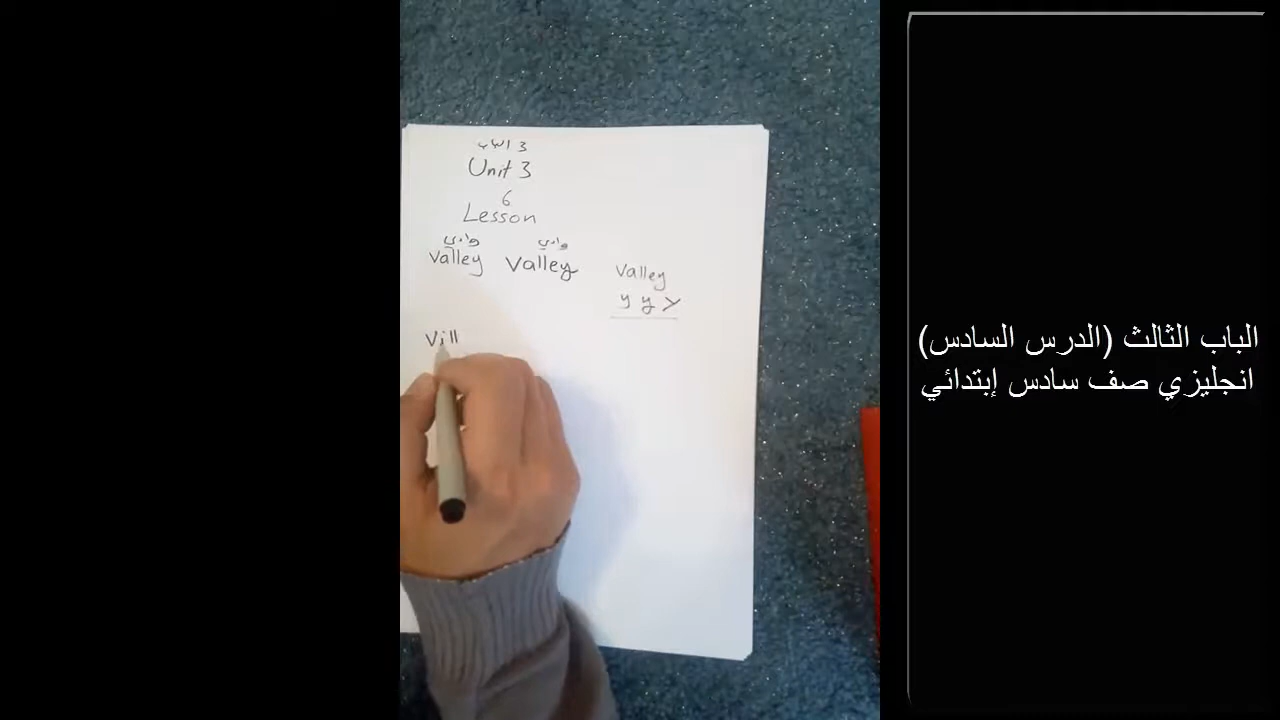 3 الباب
Unit 3
6
Lesson
وادي وادي
Valley Valley Valley
y y y
Vill
الباب الثالث (الدرس السادس)
انجليزي صف سادس إبتدائي